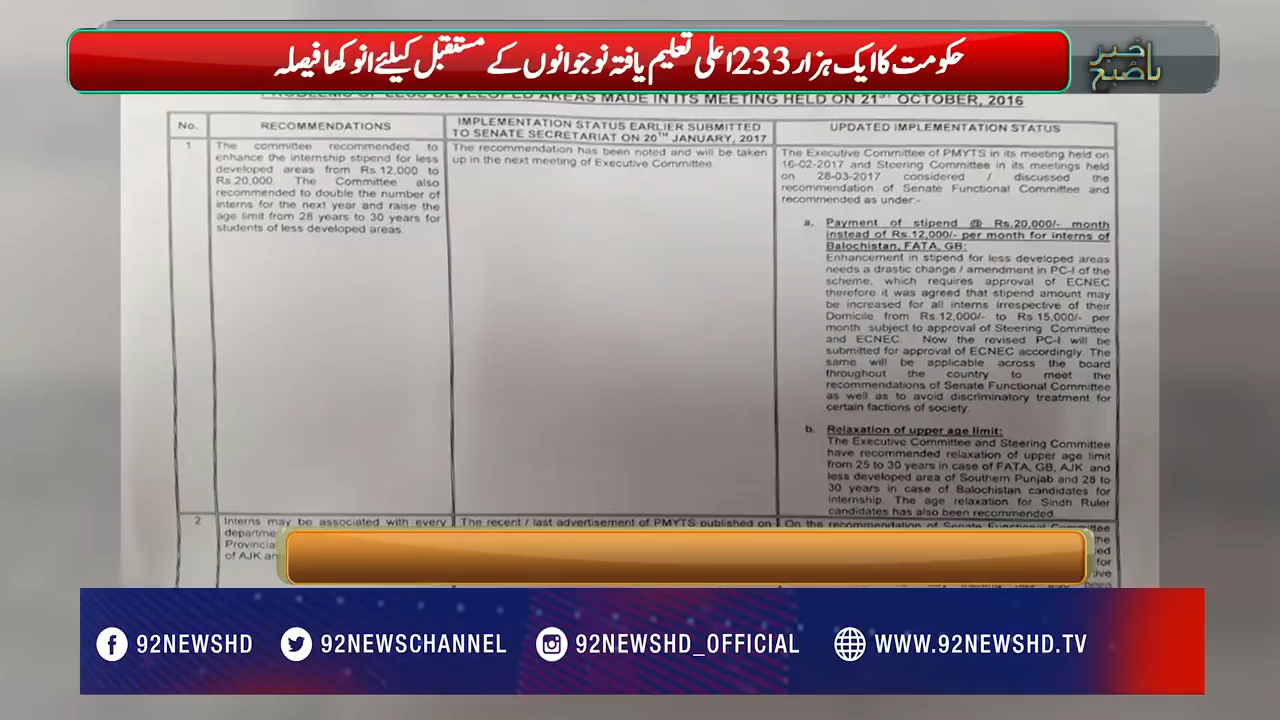 حکومت کا ایک ہزار 233 اعلی تعلیم یافتہ نوجوانوں کے مستقبل کیلئے انوکھا فیصلہ
باخبر صبح
PROBLEMS OF LESS DEVELOPED AREAS MADE IN ITS MEETING HELD ON 21ST OCTOBER, 2016
No.
RECOMMENDATIONS
IMPLEMENTATION STATUS EARLIER SUBMITTED
TO SENATE SECRETARIAT ON 20TH JANUARY, 2017
UPDATED IMPLEMENTATION STATUS
1
The committee recommended to
enhance the internship stipend for less
developed areas from Rs.12,000 to
Rs.20,000. The Committee also
recommended to double the number of
interns for the next year and raise the
age limit from 28 years to 30 years for
students of less developed areas.
The recommendation has been noted and will be taken
up in the next meeting of Executive Committee.
The Executive Committee of PMYTS in its meeting held on
16-02-2017 and Steering Committee in its meetings held
on 28-03-2017 considered / discussed the
recommendation of Senate Functional Committee and
recommended as under:-
a. Payment of stipend @ Rs.20,000/- month
instead of Rs.12,000/- per month for interns of
Balochistan, FATA, GB:
Enhancement in stipend for less developed areas
needs a drastic change / amendment in PC-I of the
scheme, which requires approval of ECNEC
therefore it was agreed that stipend amount may
be increased for all interns irrespective of their
Domicile from Rs.12,000/- to Rs.15,000/- per
month subject to approval of Steering Committee
and ECNEC. Now the revised PC-I will be
submitted for approval of ECNEC accordingly. The
same will be applicable across the board
throughout the country to meet the
recommendations of Senate Functional Committee
as well as to avoid discriminatory treatment for
certain factions of society.
b. Relaxation of upper age limit:
The Executive Committee and Steering Committee
have recommended relaxation of upper age limit
from 25 to 30 years in case of FATA, GB, AJK and
less developed area of Southern Punjab and 28 to
30 years in case of Balochistan candidates for
internship. The age relaxation for Sindh Ruler
candidates has also been recommended.
2
Interns may be associated with every
The recent / last advertisement of PMYTS published on
On the recommendation of Senate Functional Committee
92NEWSHD
92NEWSCHANNEL
92NEWSHD_OFFICIAL
WWW.92NEWSHD.TV